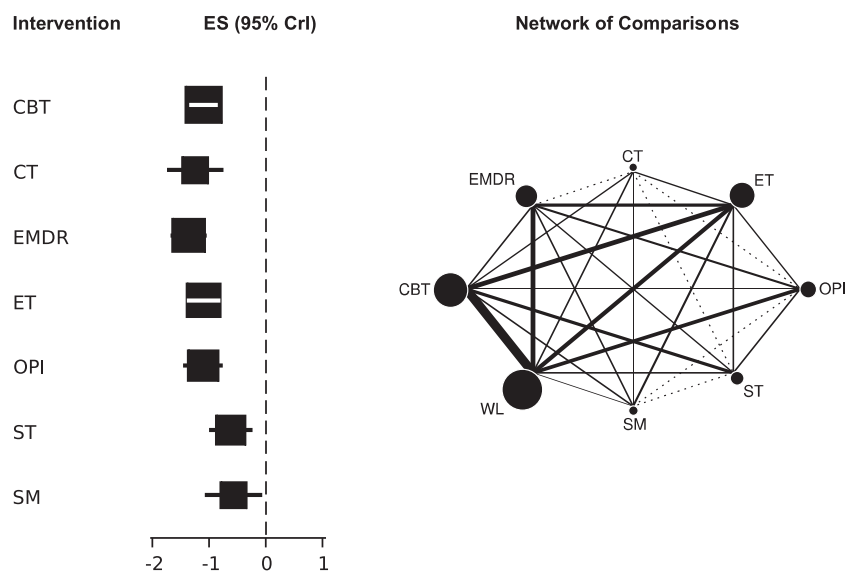 Intervention ES (95% CrI) Network of Comparisons
CBT
CT
EMDR
ET
OPI
ST
SM
-2 -1 0 1
CT
EMDR ET
CBT OPI
WL ST
SM